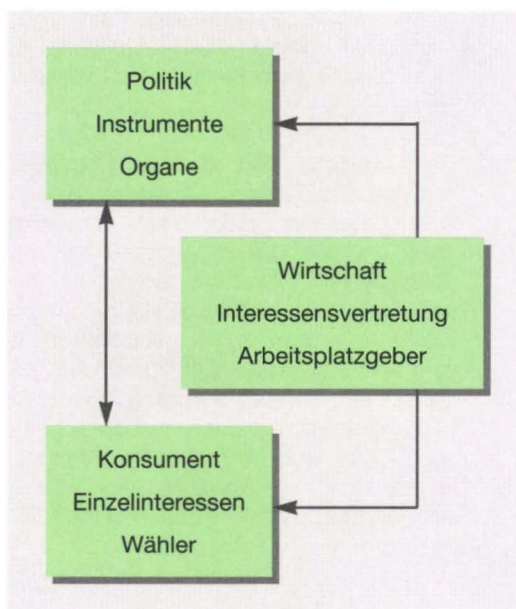 Politik
Instrumente
Organe
Wirtschaft
Interessensvertretung
Arbeitsplatzgeber
Konsument
Einzelinteressen
Wähler